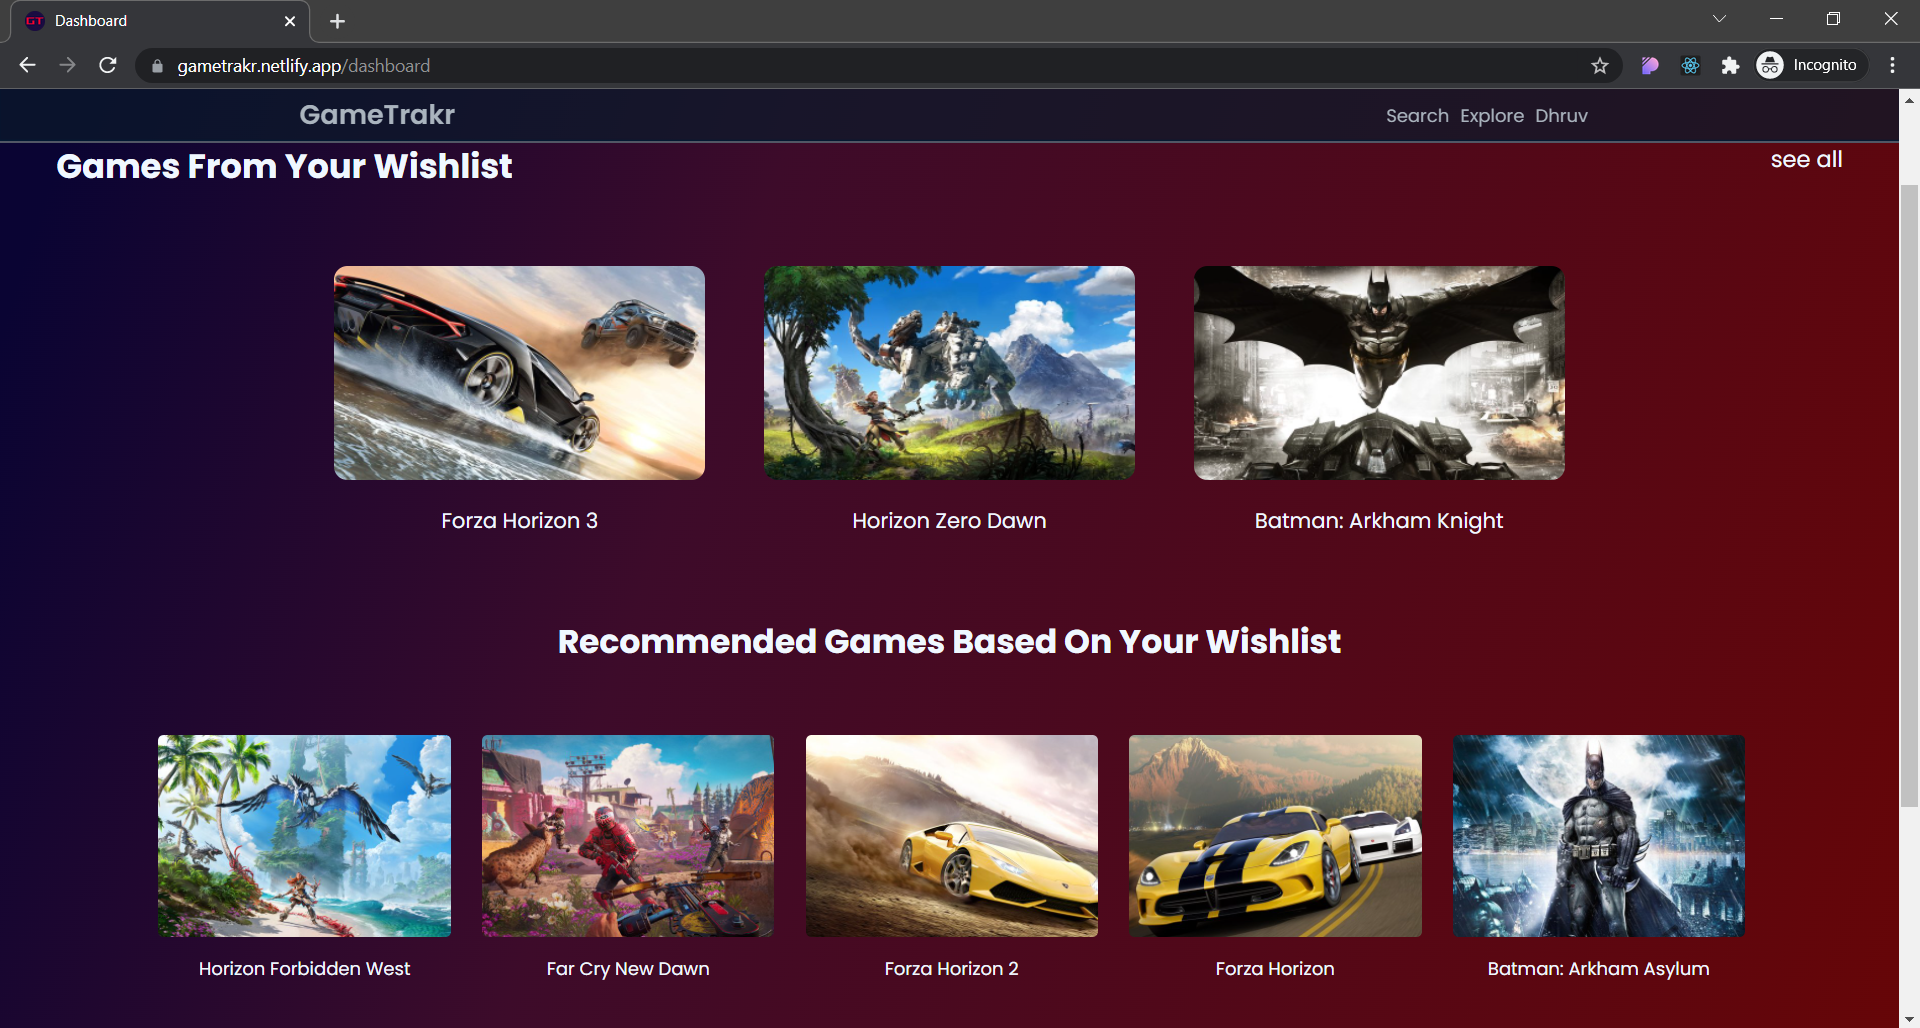 GT Dashboard
gametrakr.netlify.app/dashboard
Incognito
GameTrakr
Search Explore Dhruv
Games From Your Wishlist
see all
Forza Horizon 3
Horizon Zero Dawn
Batman: Arkham Knight
Recommended Games Based On Your Wishlist
Horizon Forbidden West
Far Cry New Dawn
Forza Horizon 2
Forza Horizon
Batman: Arkham Asylum